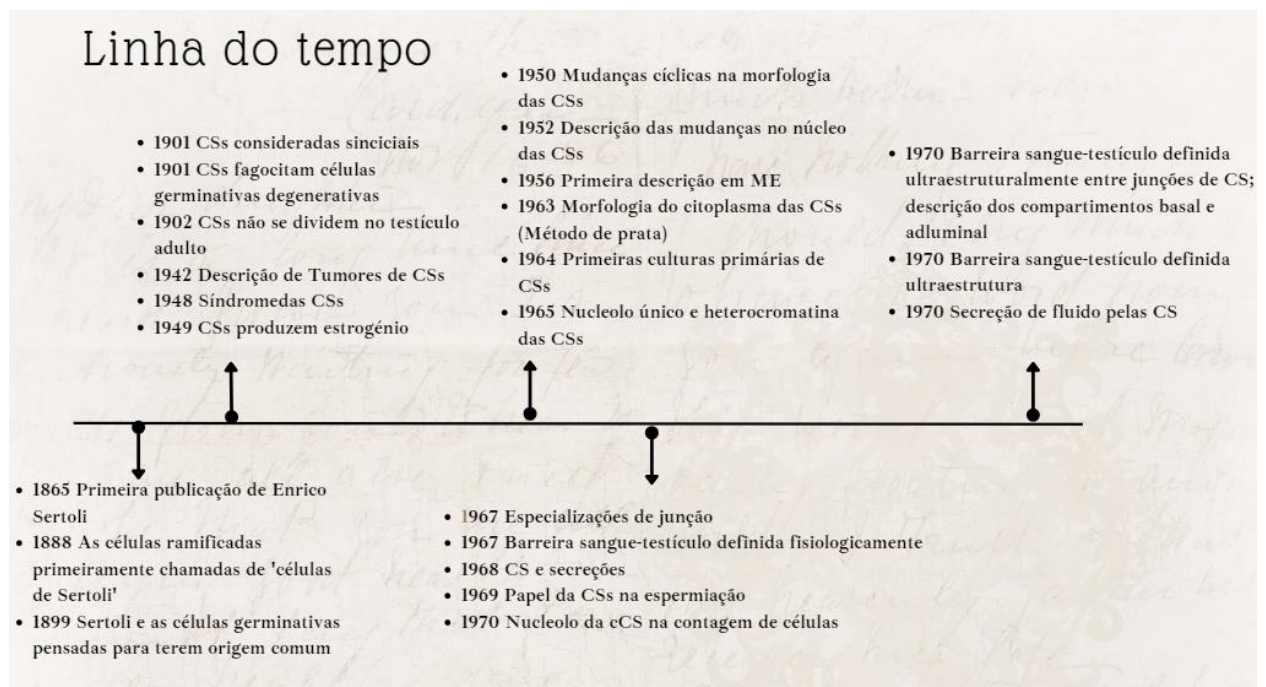 Linha do tempo
• 1901 CSs consideradas sinciciais
• 1901 CSs fagocitam células
germinativas degenerativas
• 1902 CSs não se dividem no testículo
adulto
• 1942 Descrição de Tumores de CSs
• 1948 Síndromedas CSs
• 1949 CSs produzem estrogénio
• 1950 Mudanças cíclicas na morfologia
das CSs
• 1952 Descrição das mudanças no núcleo
das CSs
• 1956 Primeira descrição em ME
• 1963 Morfologia do citoplasma das CSs
(Método de prata)
• 1964 Primeiras culturas primárias de
CSs
• 1965 Nucleolo único e heterocromatina
das CSs
• 1970 Barreira sangue-testículo definida
ultraestruturalmente entre junções de CS;
descrição dos compartimentos basal e
adluminal
• 1970 Barreira sangue-testículo definida
ultraestrutura
• 1970 Secreção de fluido pelas CS
• 1865 Primeira publicação de Enrico
Sertoli
• 1888 As células ramificadas
primeiramente chamadas de 'células
de Sertoli'
• 1899 Sertoli e as células germinativas
pensadas para terem origem comum
• 1967 Especializações de junção
• 1967 Barreira sangue-testículo definida fisiologicamente
• 1968 CS e secreções
• 1969 Papel da CSs na espermiação
• 1970 Nucleolo da cCS na contagem de células